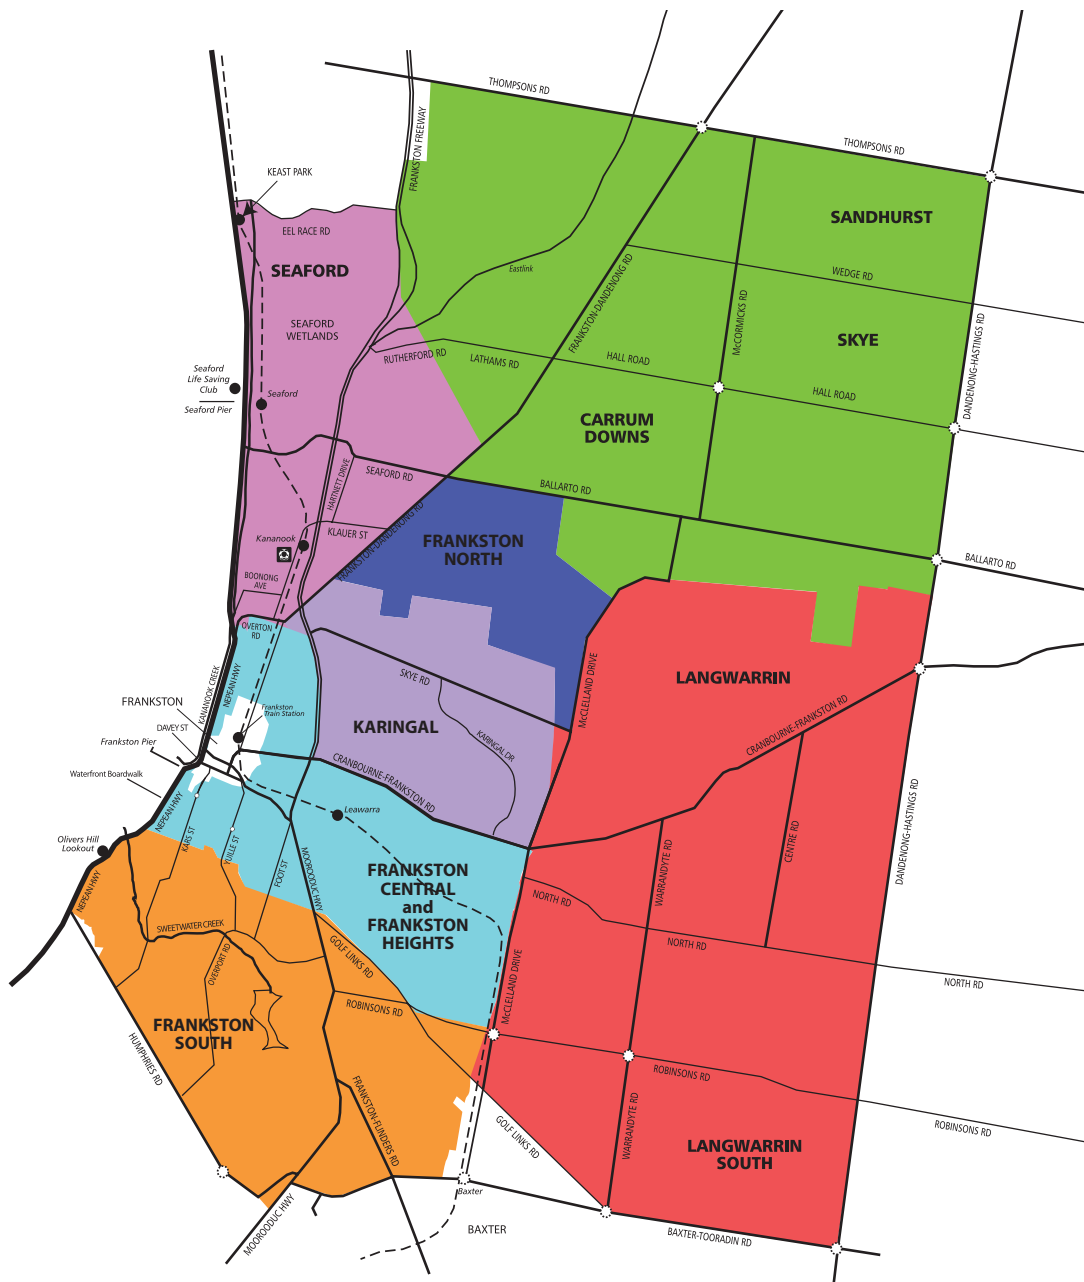 THOMPSONS RD
FRANKSTON FREEWAY
THOMPSONS RD
KEAST PARK
SANDHURST
EEL RACE RD
SEAFORD
Eastlink
FRANKSTON-DANDENONG RD
WEDGE RD
McCORMICKS RD
SEAFORD
WETLANDS
SKYE
DANDENONG-HASTINGS RD
RUTHERFORD RD
LATHAMS RD
HALL ROAD
HALL ROAD
Seaford
Life Saving
Club
Seaford Pier
Seaford
CARRUM
DOWNS
SEAFORD RD
HARTNETT DRIVE
BALLARTO RD
FRANKSTON-DANDENONG RD
KLAUER ST
Kananook
FRANKSTON
NORTH
BALLARTO RD
BOONONG
AVE
OVERTON
RD
KANANOOK CREEK
NEPEAN HWY
SKYE RD
McCLELLAND DRIVE
LANGWARRIN
FRANKSTON
Frankston
Train Station
DAVEY ST
KARINGAL
KARINGAL DR
CRANBOURNE-FRANKSTON RD
Frankston Pier
Waterfront Boardwalk
CRANBOURNE-FRANKSTON RD
NEPEAN HWY
Leawarra
DANDENONG-HASTINGS RD
Olivers Hill
Lookout
KARS ST
YUILLE ST
FOOT ST
MOOROODUC HWY
WARRANDYTE RD
CENTRE RD
FRANKSTON
CENTRAL
and
FRANKSTON
HEIGHTS
NEPEAN HWY
NORTH RD
SWEETWATER CREEK
OVERPORT RD
GOLF LINKS RD
NORTH RD
NORTH RD
McCLELLAND DRIVE
ROBINSONS RD
FRANKSTON
SOUTH
HUMPHRIES RD
ROBINSONS RD
FRANKSTON-FLINDERS RD
GOLF LINKS RD
WARRANDYTE RD
ROBINSONS RD
LANGWARRIN
SOUTH
Baxter
MOOROODUC HWY
BAXTER
BAXTER-TOORADIN RD